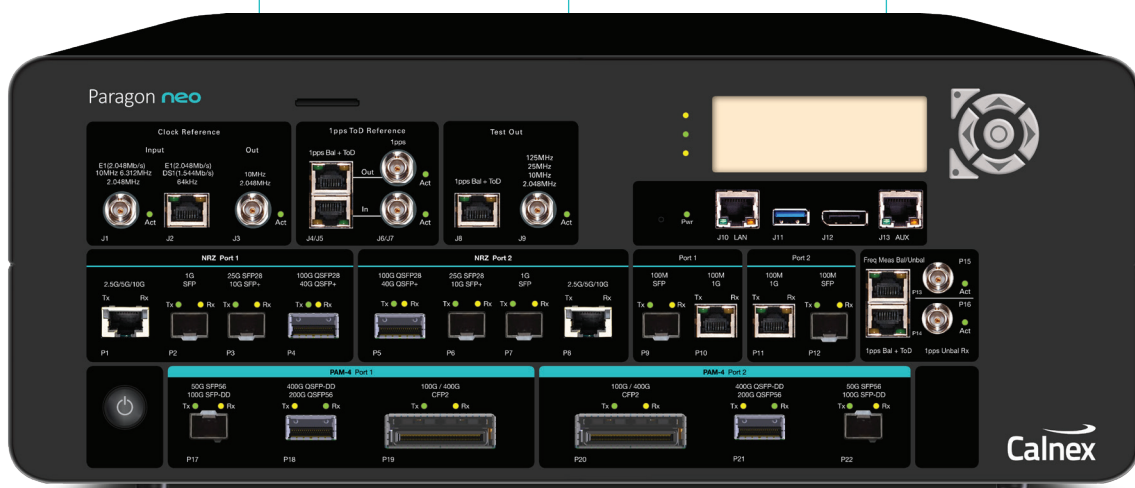 Paragon neo
Clock Reference
Input
Out
E1(2.048Mb/s)
10MHz 6.312MHz
2.048MHz
E1(2.048Mb/s)
DS1(1.544Mb/s)
64kHz
10MHz
2.048MHz
Act
Act
J1
J2
J3
1pps ToD Reference
1pps Bal + ToD
1pps
Out
In
Act
Act
J4/J5
J6/J7
Test Out
1pps Bal + ToD
125MHz
25MHz
10MHz
2.048MHz
Act
J8
J9
Pwr
J10 LAN
J11
J12
J13 AUX
NRZ Port 1
2.5G/5G/10G
Tx Rx
1G
SFP
25G SFP28
10G SFP+
100G QSFP28
40G QSFP+
Tx Rx
Tx Rx
P1
P2
P3
P4
NRZ Port 2
100G QSFP28
40G QSFP+
25G SFP28
10G SFP+
1G
SFP
2.5G/5G/10G
Tx Rx
Tx Rx
Tx Rx
P5
P6
P7
P8
Port 1
100M
SFP
100M
1G
Tx Rx
Tx Rx
P9
P10
Port 2
100M
1G
100M
SFP
Tx Rx
Tx Rx
P11
P12
Freq Meas Bal/Unbal
P15
P13
Act
P16
P14
Act
1pps Bal + ToD
1pps Unbal Rx
PAM-4 Port 1
50G SFP56
100G SFP-DD
400G QSFP-DD
200G QSFP56
100G / 400G
CFP2
Tx Rx
Tx Rx
Tx Rx
P17
P18
P19
PAM-4 Port 2
100G / 400G
CFP2
400G QSFP-DD
200G QSFP56
50G SFP56
100G SFP-DD
Tx Rx
Tx Rx
Tx Rx
P20
P21
P22
Calnex